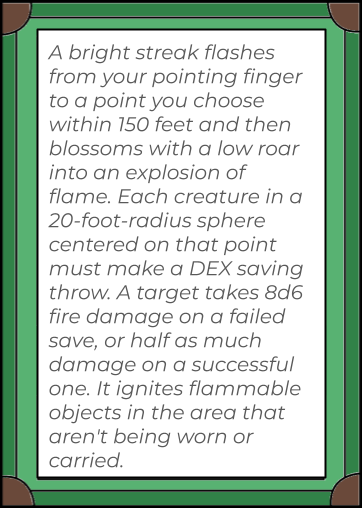 A bright streak flashes
from your pointing finger
to a point you choose
within 150 feet and then
blossoms with a low roar
into an explosion of
flame. Each creature in a
20-foot-radius sphere
centered on that point
must make a DEX saving
throw. A target takes 8d6
fire damage on a failed
save, or half as much
damage on a successful
one. It ignites flammable
objects in the area that
aren't being worn or
carried.